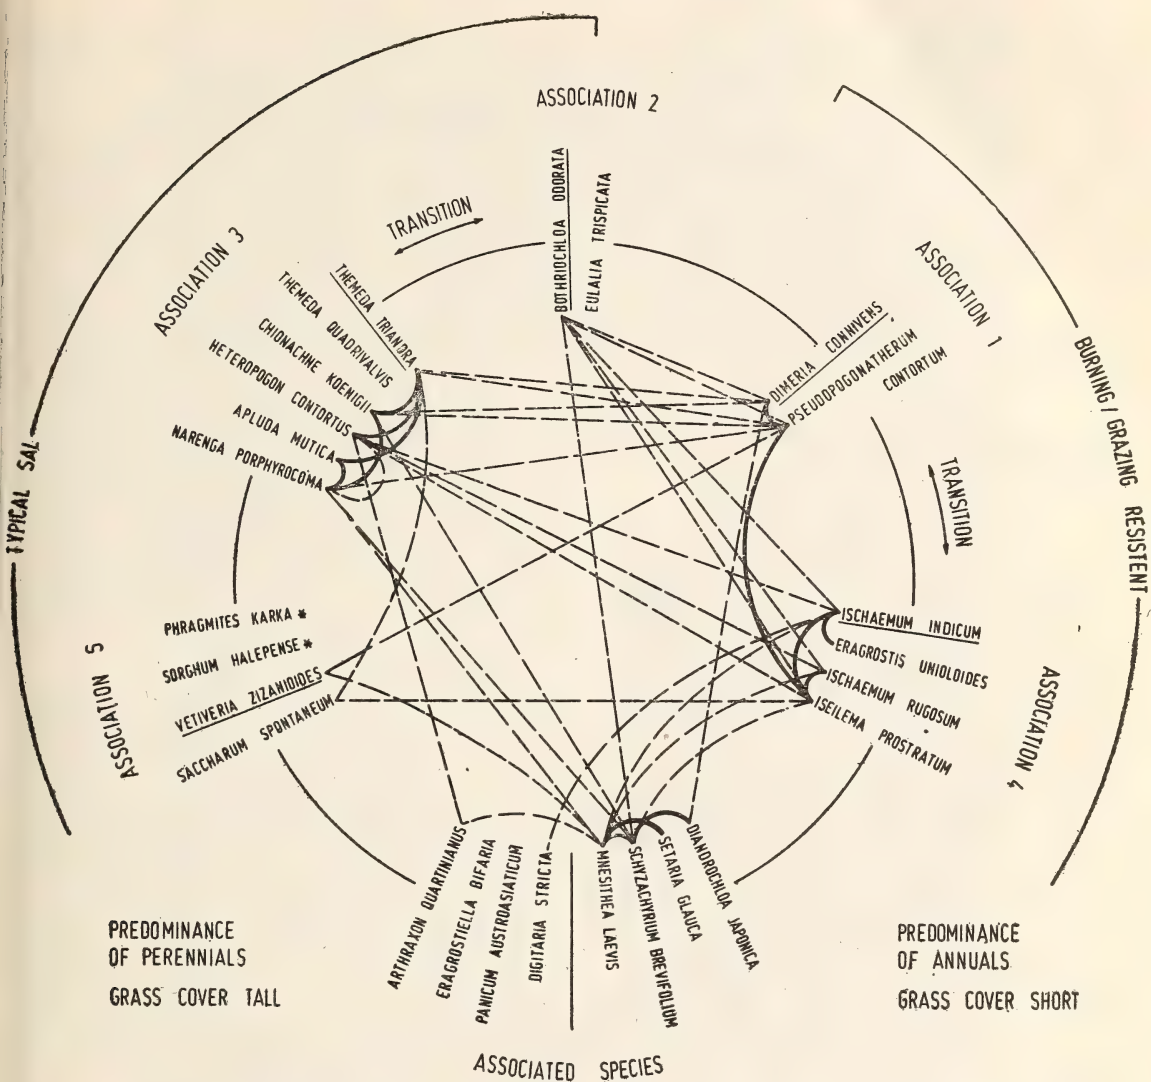 ASSOCIATION 2
BOTHRIOCHLOA ODORATA
EULALIA TRISPICATA
TRANSITION
ASSOCIATION 3
THEMEDA TRIANDRA
THEMEDA QUADRIVALVIS
CHIONACHNE KOENIGII
HETEROPOGON CONTORTUS
APLUDA MUTICA
NARENGA PORPHYROCOMA
TYPICAL SAL
ASSOCIATION 1
DIMERIA CONNIVENS
PSEUDOPOGONATHERUM
CONTORTUM
BURNING / GRAZING RESISTENT
TRANSITION
ISCHAEMUM INDICUM
ERAGROSTIS UNIOLOIDES
ISCHAEMUM RUGOSUM
ISEILEMA PROSTRATUM
ASSOCIATION 4
PHRAGMITES KARKA *
SORGHUM HALEPENSE *
VETIVERIA ZIZANIOIDES
SACCHARUM SPONTANEUM
ASSOCIATION 5
ARTHRAXON QUARTINIANUS
ERAGROSTIELLA BIFARIA
PANICUM AUSTROASIATICUM
DIGITARIA STRICTA
MNESITHEA LAEVIS
SCHYZACHYRIUM BREVIFOLIUM
SETARIA GLAUCA
DIANDROCHLOA JAPONICA
PREDOMINANCE
OF PERENNIALS
GRASS COVER TALL
PREDOMINANCE
OF ANNUALS
GRASS COVER SHORT
ASSOCIATED SPECIES